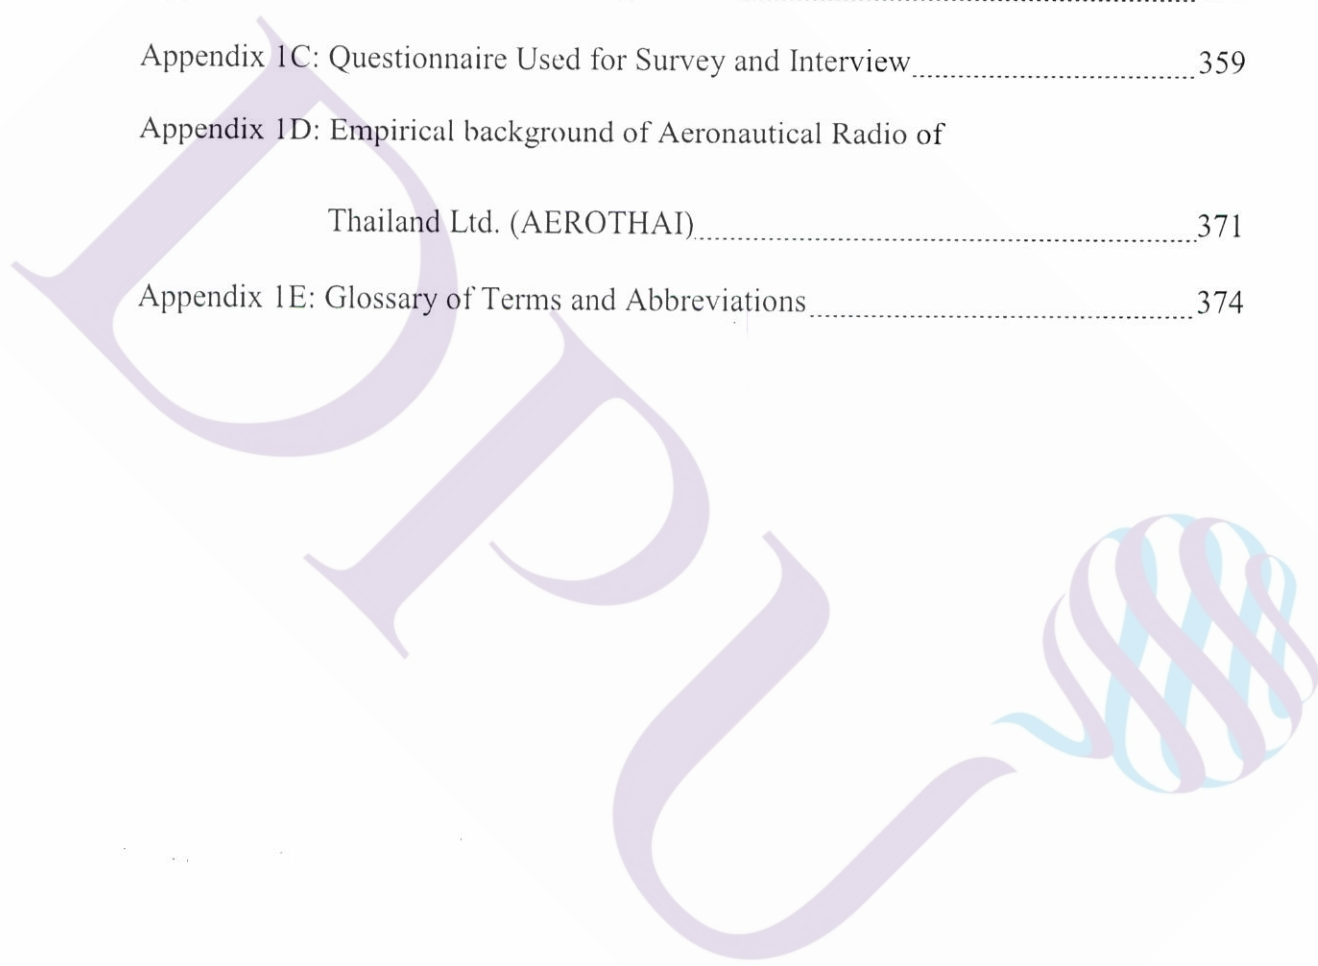 Appendix 1C: Questionnaire Used for Survey and Interview........................................359
Appendix 1D: Empirical background of Aeronautical Radio of
Thailand Ltd. (AEROTHAI)........................................371
Appendix 1E: Glossary of Terms and Abbreviations........................................374
DPU